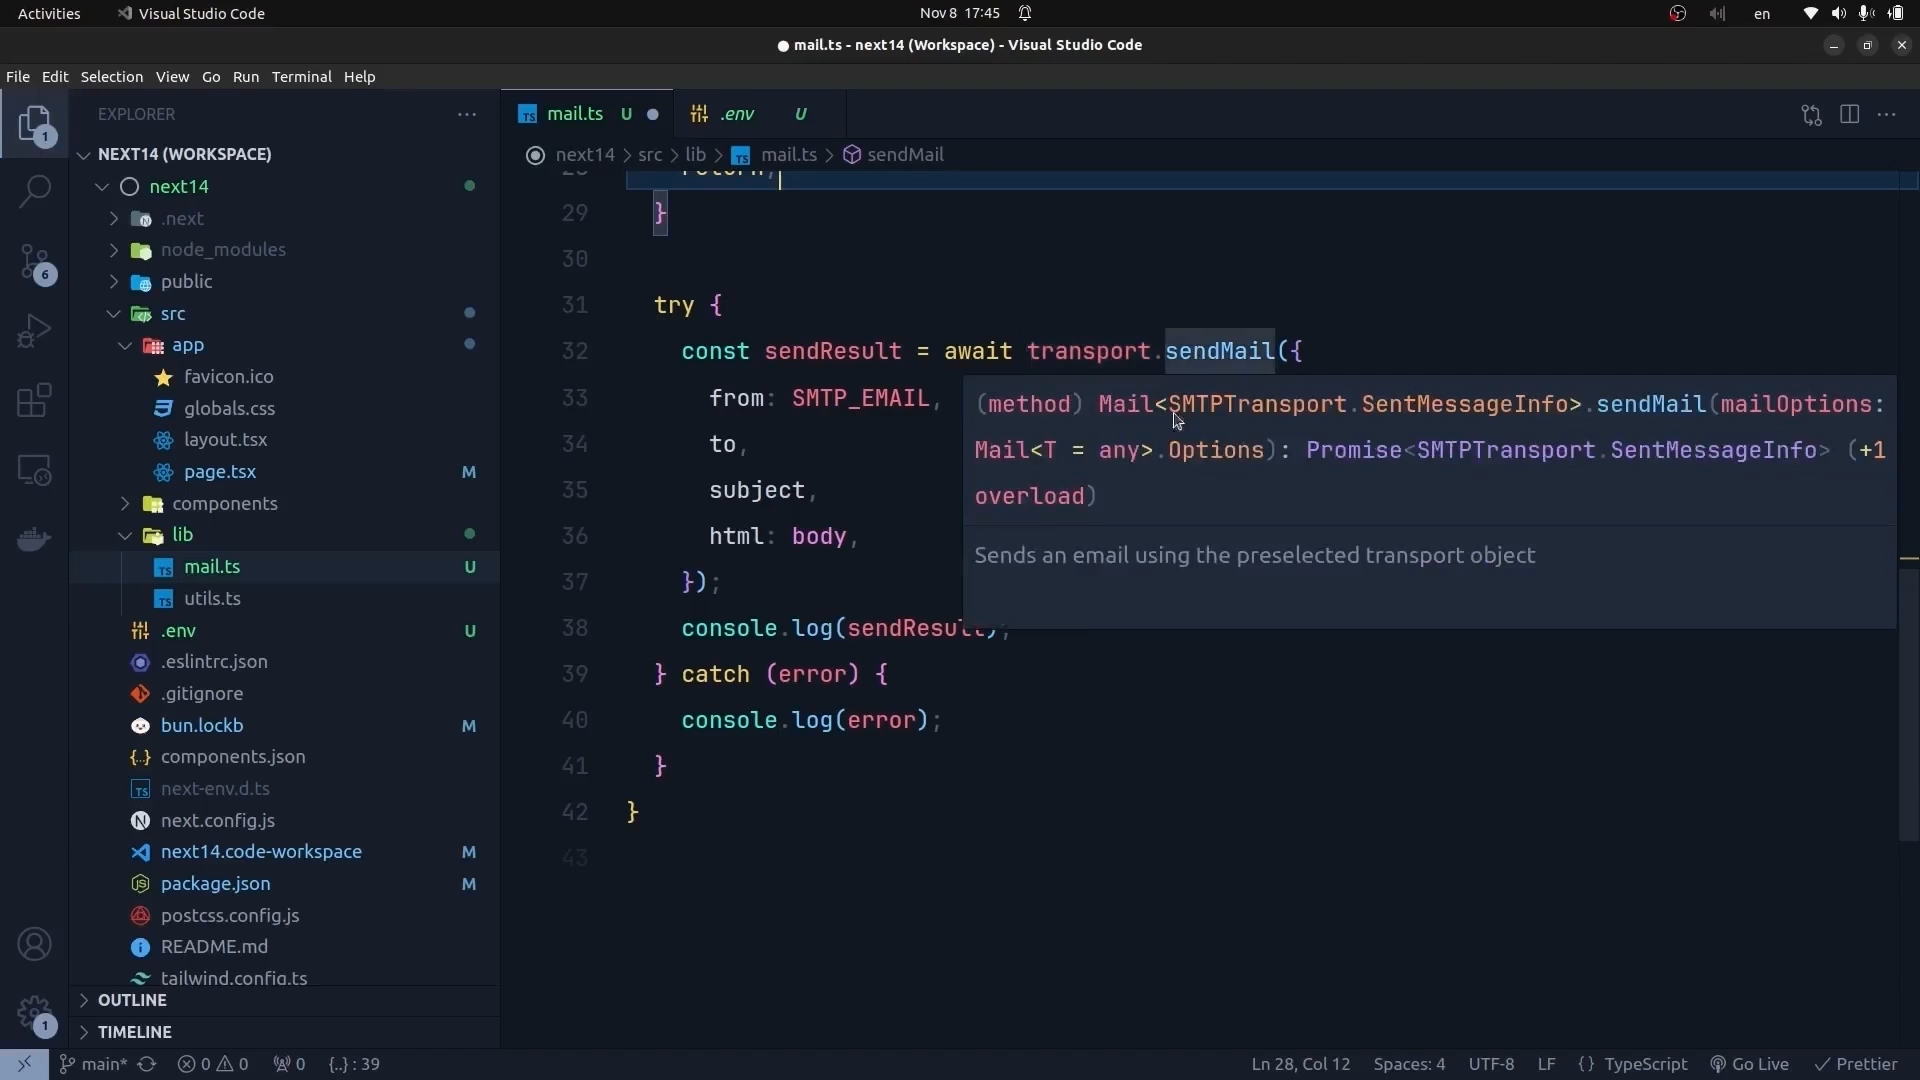 Activities
Visual Studio Code
Nov 8 17:45
en
mail.ts - next14 (Workspace) - Visual Studio Code
File Edit Selection View Go Run Terminal Help
1
EXPLORER
NEXT14 (WORKSPACE)
next14
.next
node_modules
public
src
app
favicon.ico
globals.css
layout.tsx
page.tsx M
components
lib
mail.ts U
utils.ts
.env U
.eslintrc.json
.gitignore
bun.lockb M
components.json
next-env.d.ts
next.config.js
next14.code-workspace M
package.json M
postcss.config.js
README.md
tailwind.config.ts
OUTLINE
TIMELINE
6
1
mail.ts U
.env U
next14 > src > lib > mail.ts > sendMail
28 return;
29 }
30
31 try {
32 const sendResult = await transport.sendMail({
33 from: SMTP_EMAIL,
34 to,
35 subject,
36 html: body,
37 });
38 console.log(sendResult);
39 } catch (error) {
40 console.log(error);
41 }
42 }
43
(method) Mail<SMTPTransport.SentMessageInfo>.sendMail(mailOptions:
Mail<T = any>.Options): Promise<SMTPTransport.SentMessageInfo> (+1
overload)
Sends an email using the preselected transport object
main* 0 0 0 {..} : 39
Ln 28, Col 12 Spaces: 4 UTF-8 LF {} TypeScript Go Live Prettier